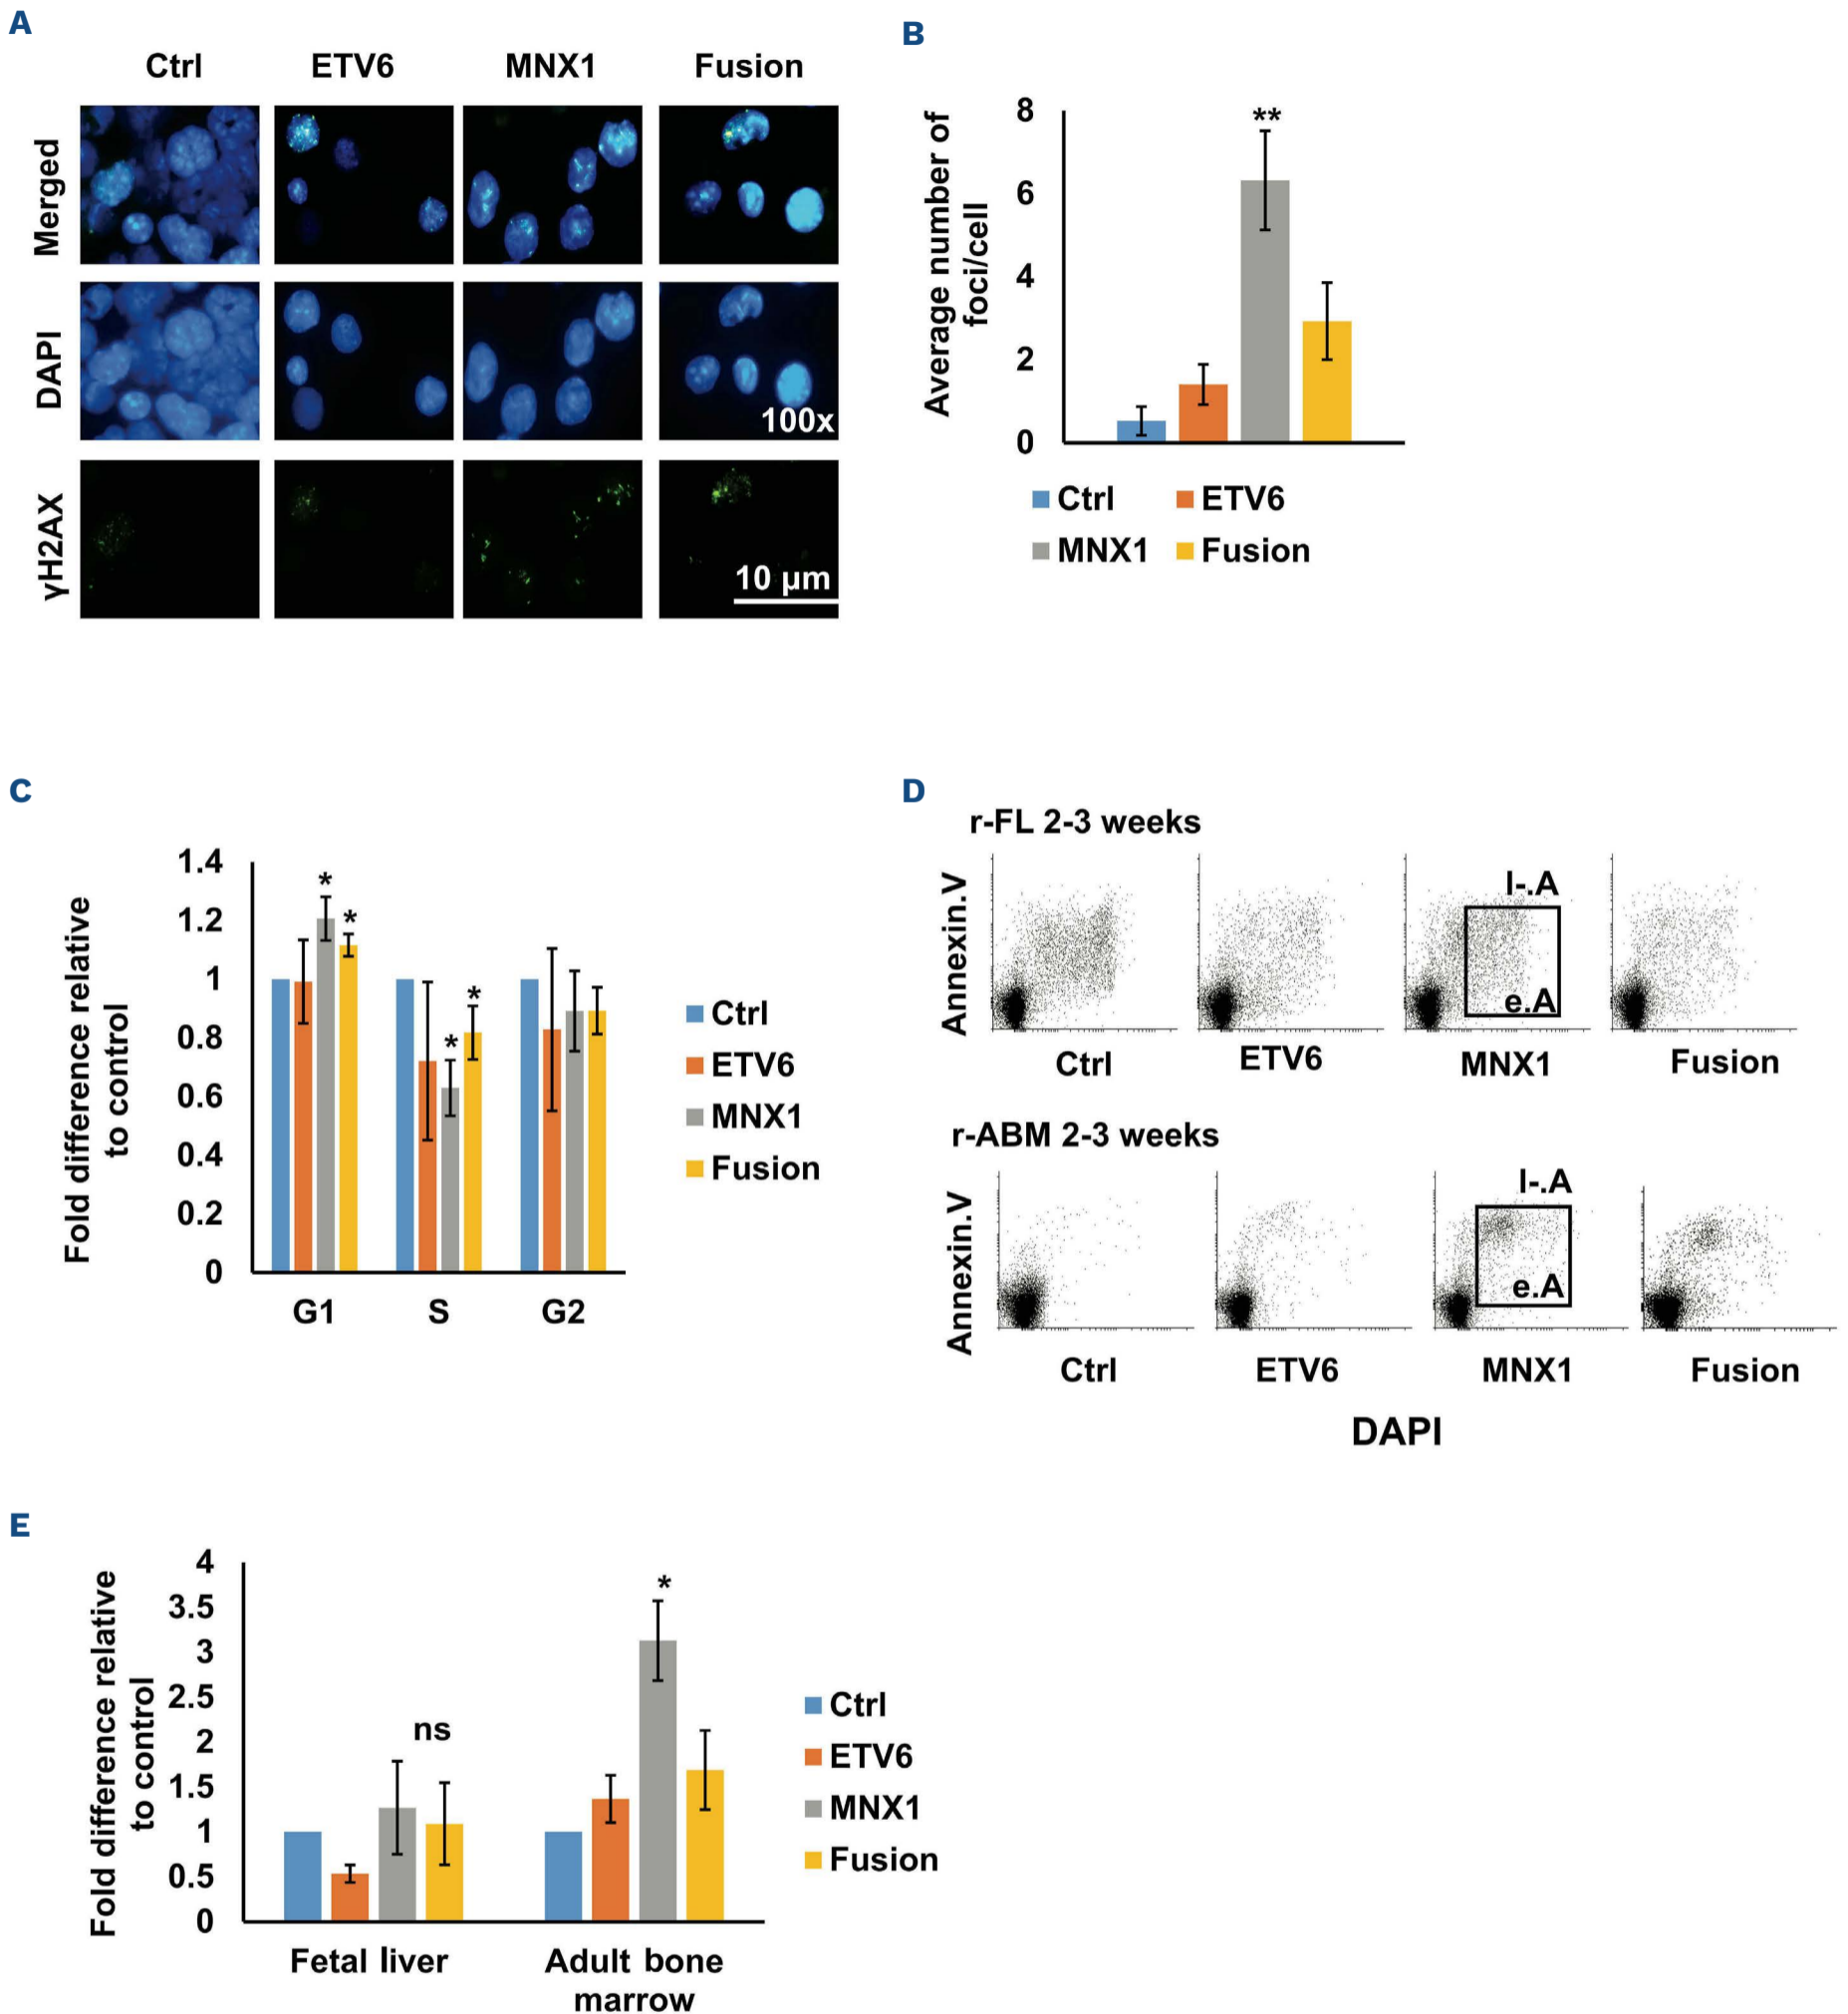 A
Ctrl ETV6 MNX1 Fusion
Merged
DAPI
100x
γH2AX
10 µm
B
Average number of
foci/cell
8
6
4
2
0
**
Ctrl ETV6
MNX1 Fusion
C
Fold difference relative
to control
1.4
1.2
1
0.8
0.6
0.4
0.2
0
* *
* *
G1 S G2
Ctrl
ETV6
MNX1
Fusion
D
r-FL 2-3 weeks
Annexin.V
l-.A
e.A
Ctrl ETV6 MNX1 Fusion
r-ABM 2-3 weeks
Annexin.V
l-.A
e.A
Ctrl ETV6 MNX1 Fusion
DAPI
E
Fold difference relative
to control
4
3.5
3
2.5
2
1.5
1
0.5
0
ns
*
Fetal liver Adult bone
marrow
Ctrl
ETV6
MNX1
Fusion